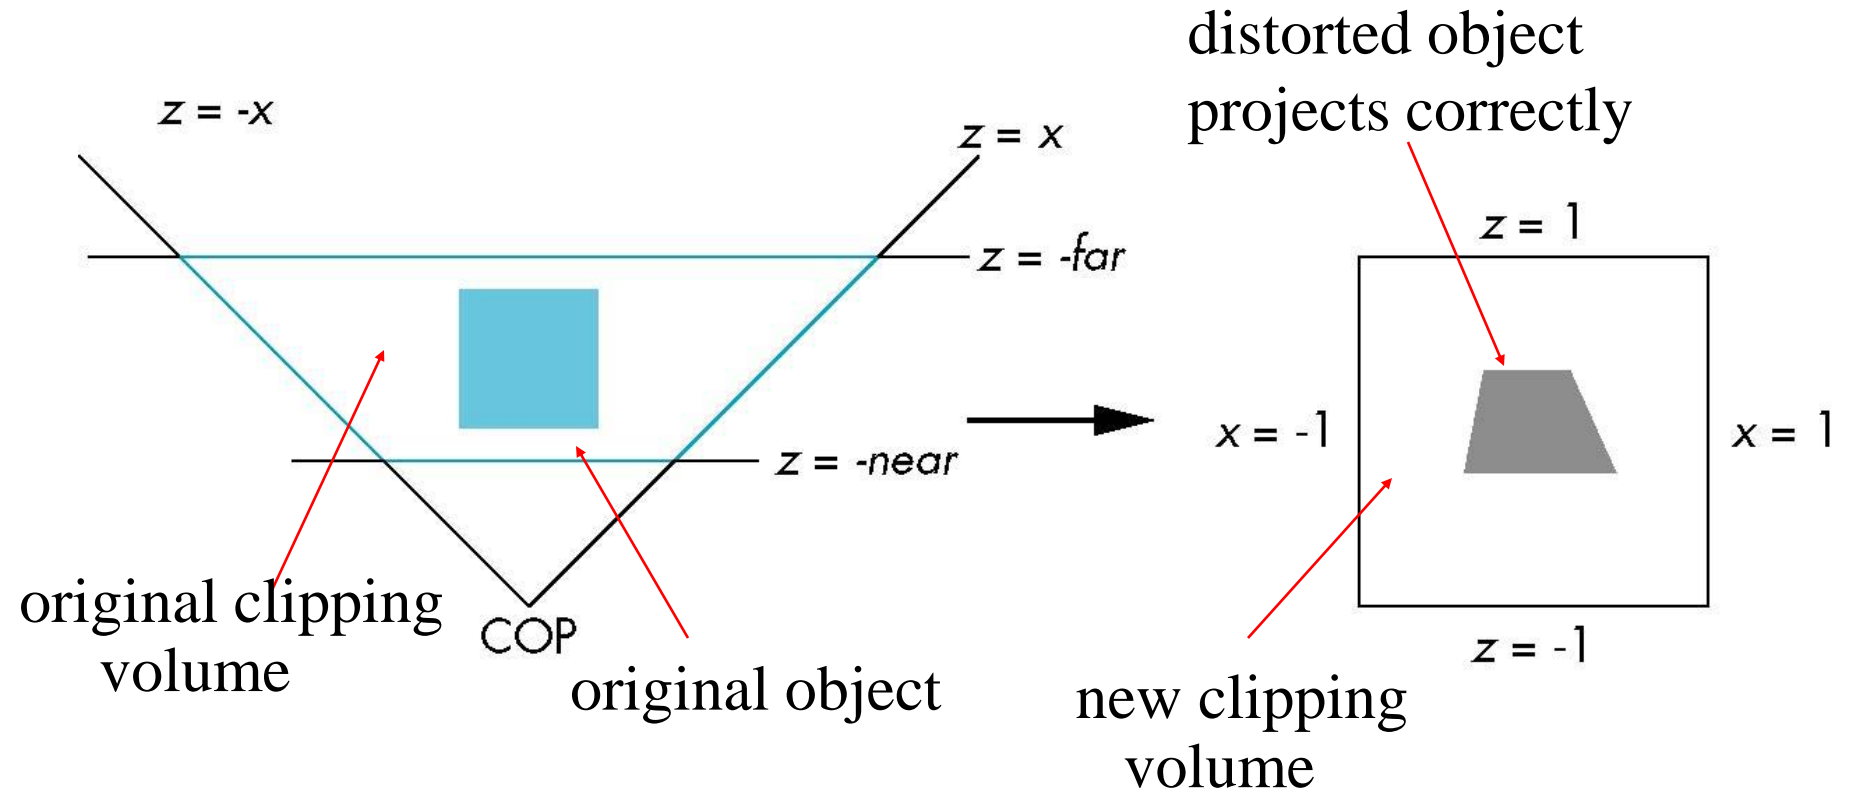 distorted object
projects correctly
z = -x
z = x
z = 1
z = -far
x = -1
x = 1
z = -near
original clipping
volume
COP
original object
z = -1
new clipping
volume